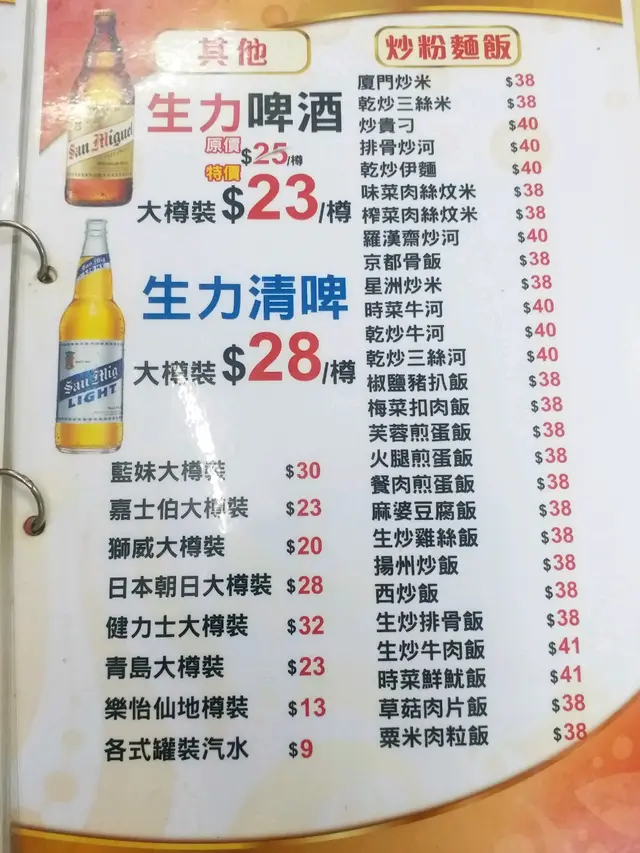 其他
San Miguel
生力啤酒
原價$25/樽
特價
大樽裝$23/樽
San Mig
LIGHT
生力清啤
大樽裝$28/樽
藍妹大樽裝 $30
嘉士伯大樽裝 $23
獅威大樽裝 $20
日本朝日大樽裝 $28
健力士大樽裝 $32
青島大樽裝 $23
樂怡仙地樽裝 $13
各式罐裝汽水 $9
炒粉麵飯
廈門炒米 $38
乾炒三絲米 $38
炒貴刁 $40
排骨炒河 $40
乾炒伊麵 $40
味菜肉絲炆米 $38
榨菜肉絲炆米 $38
羅漢齋炒河 $40
京都骨飯 $38
星洲炒米 $38
時菜牛河 $40
乾炒牛河 $40
乾炒三絲河 $40
椒鹽豬扒飯 $38
梅菜扣肉飯 $38
芙蓉煎蛋飯 $38
火腿煎蛋飯 $38
餐肉煎蛋飯 $38
麻婆豆腐飯 $38
生炒雞絲飯 $38
揚州炒飯 $38
西炒飯 $38
生炒排骨飯 $38
生炒牛肉飯 $41
時菜鮮魷飯 $41
草菇肉片飯 $38
粟米肉粒飯 $38